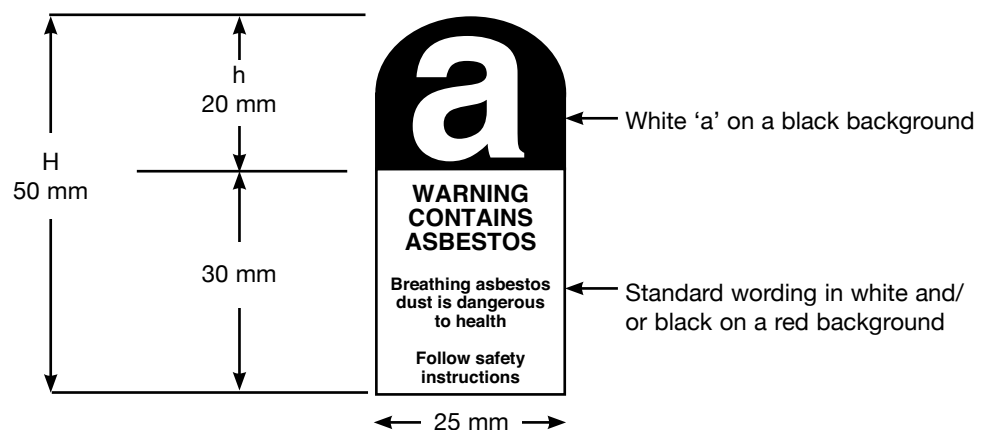 H
50 mm
h
20 mm
30 mm
a
WARNING
CONTAINS
ASBESTOS
Breathing asbestos
dust is dangerous
to health
Follow safety
instructions
25 mm
White ‘a’ on a black background
Standard wording in white and/
or black on a red background